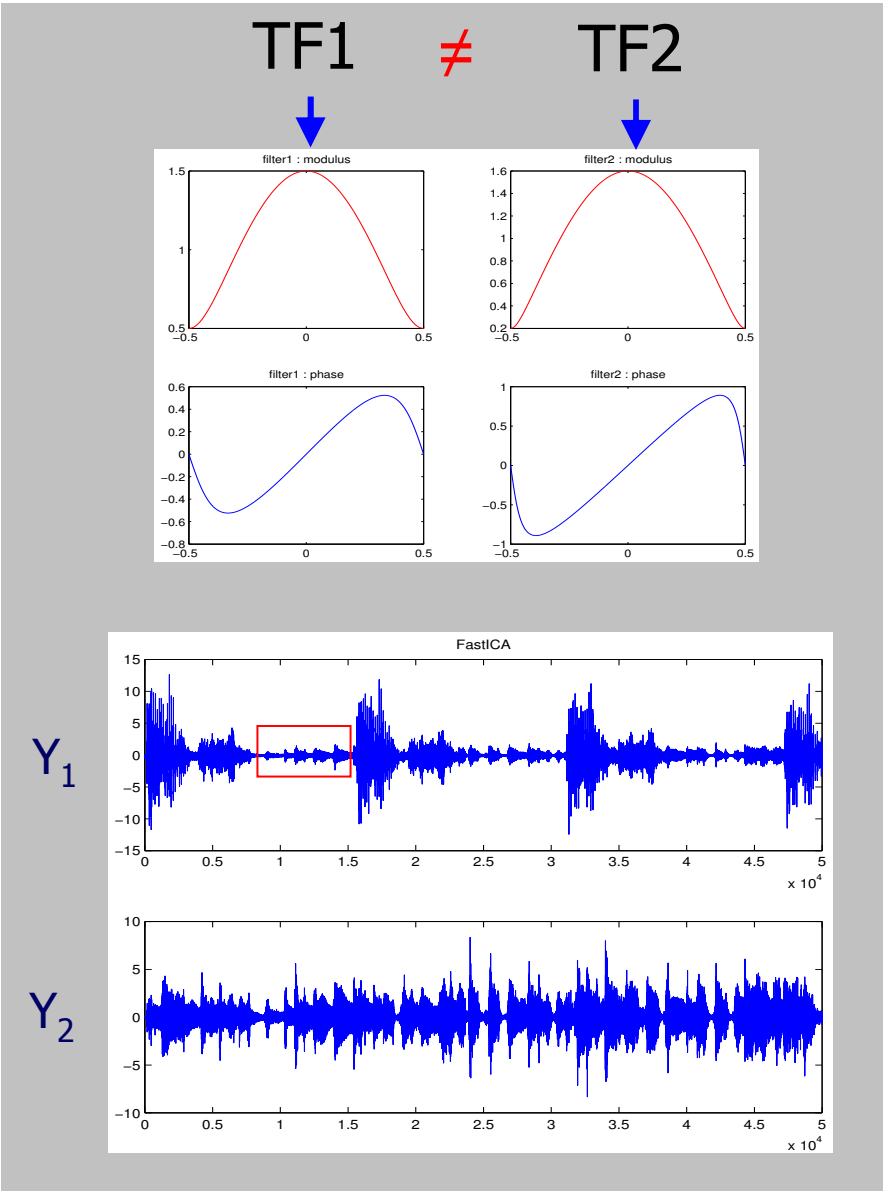 TF1 ≠ TF2
filter1 : modulus
1.5
1
0.5
−0.5 0 0.5
filter2 : modulus
1.6
1.4
1.2
1
0.8
0.6
0.4
0.2
−0.5 0 0.5
filter1 : phase
0.6
0.4
0.2
0
−0.2
−0.4
−0.6
−0.8
−0.5 0 0.5
filter2 : phase
1
0.5
0
−0.5
−1
−0.5 0 0.5
FastICA
Y1
15
10
5
0
−5
−10
−15
0 0.5 1 1.5 2 2.5 3 3.5 4 4.5 5
x 10^4
Y2
10
5
0
−5
−10
0 0.5 1 1.5 2 2.5 3 3.5 4 4.5 5
x 10^4